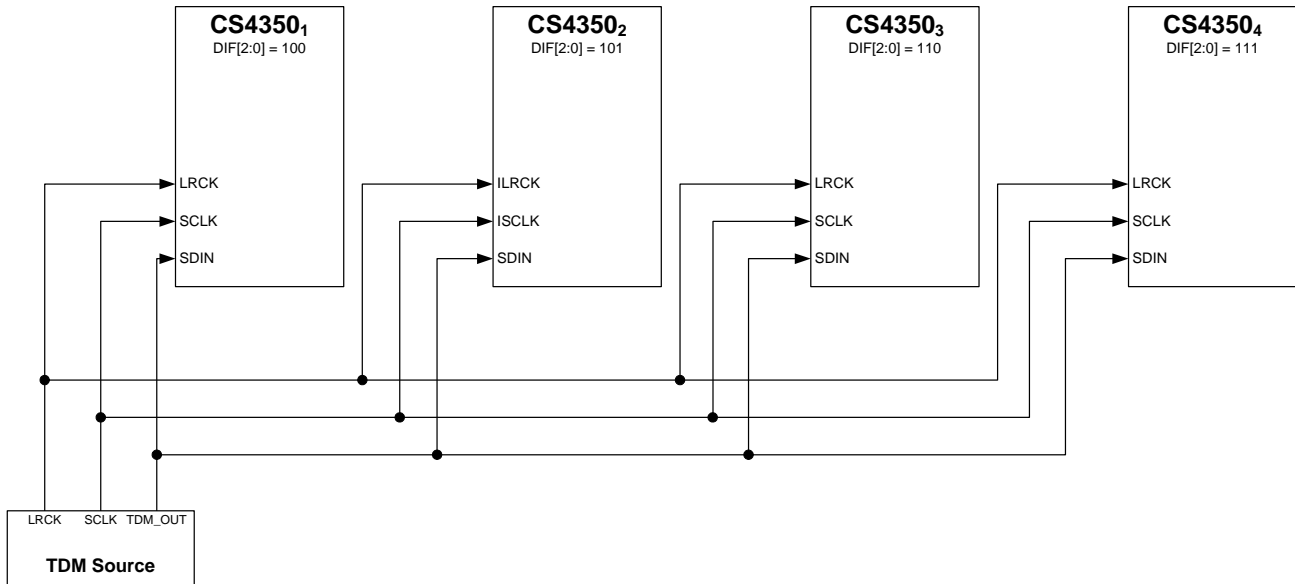 CS4350₁
DIF[2:0] = 100
CS4350₂
DIF[2:0] = 101
CS4350₃
DIF[2:0] = 110
CS4350₄
DIF[2:0] = 111
LRCK
SCLK
SDIN
ILRCK
ISCLK
SDIN
LRCK
SCLK
SDIN
LRCK
SCLK
SDIN
LRCK SCLK TDM_OUT
TDM Source